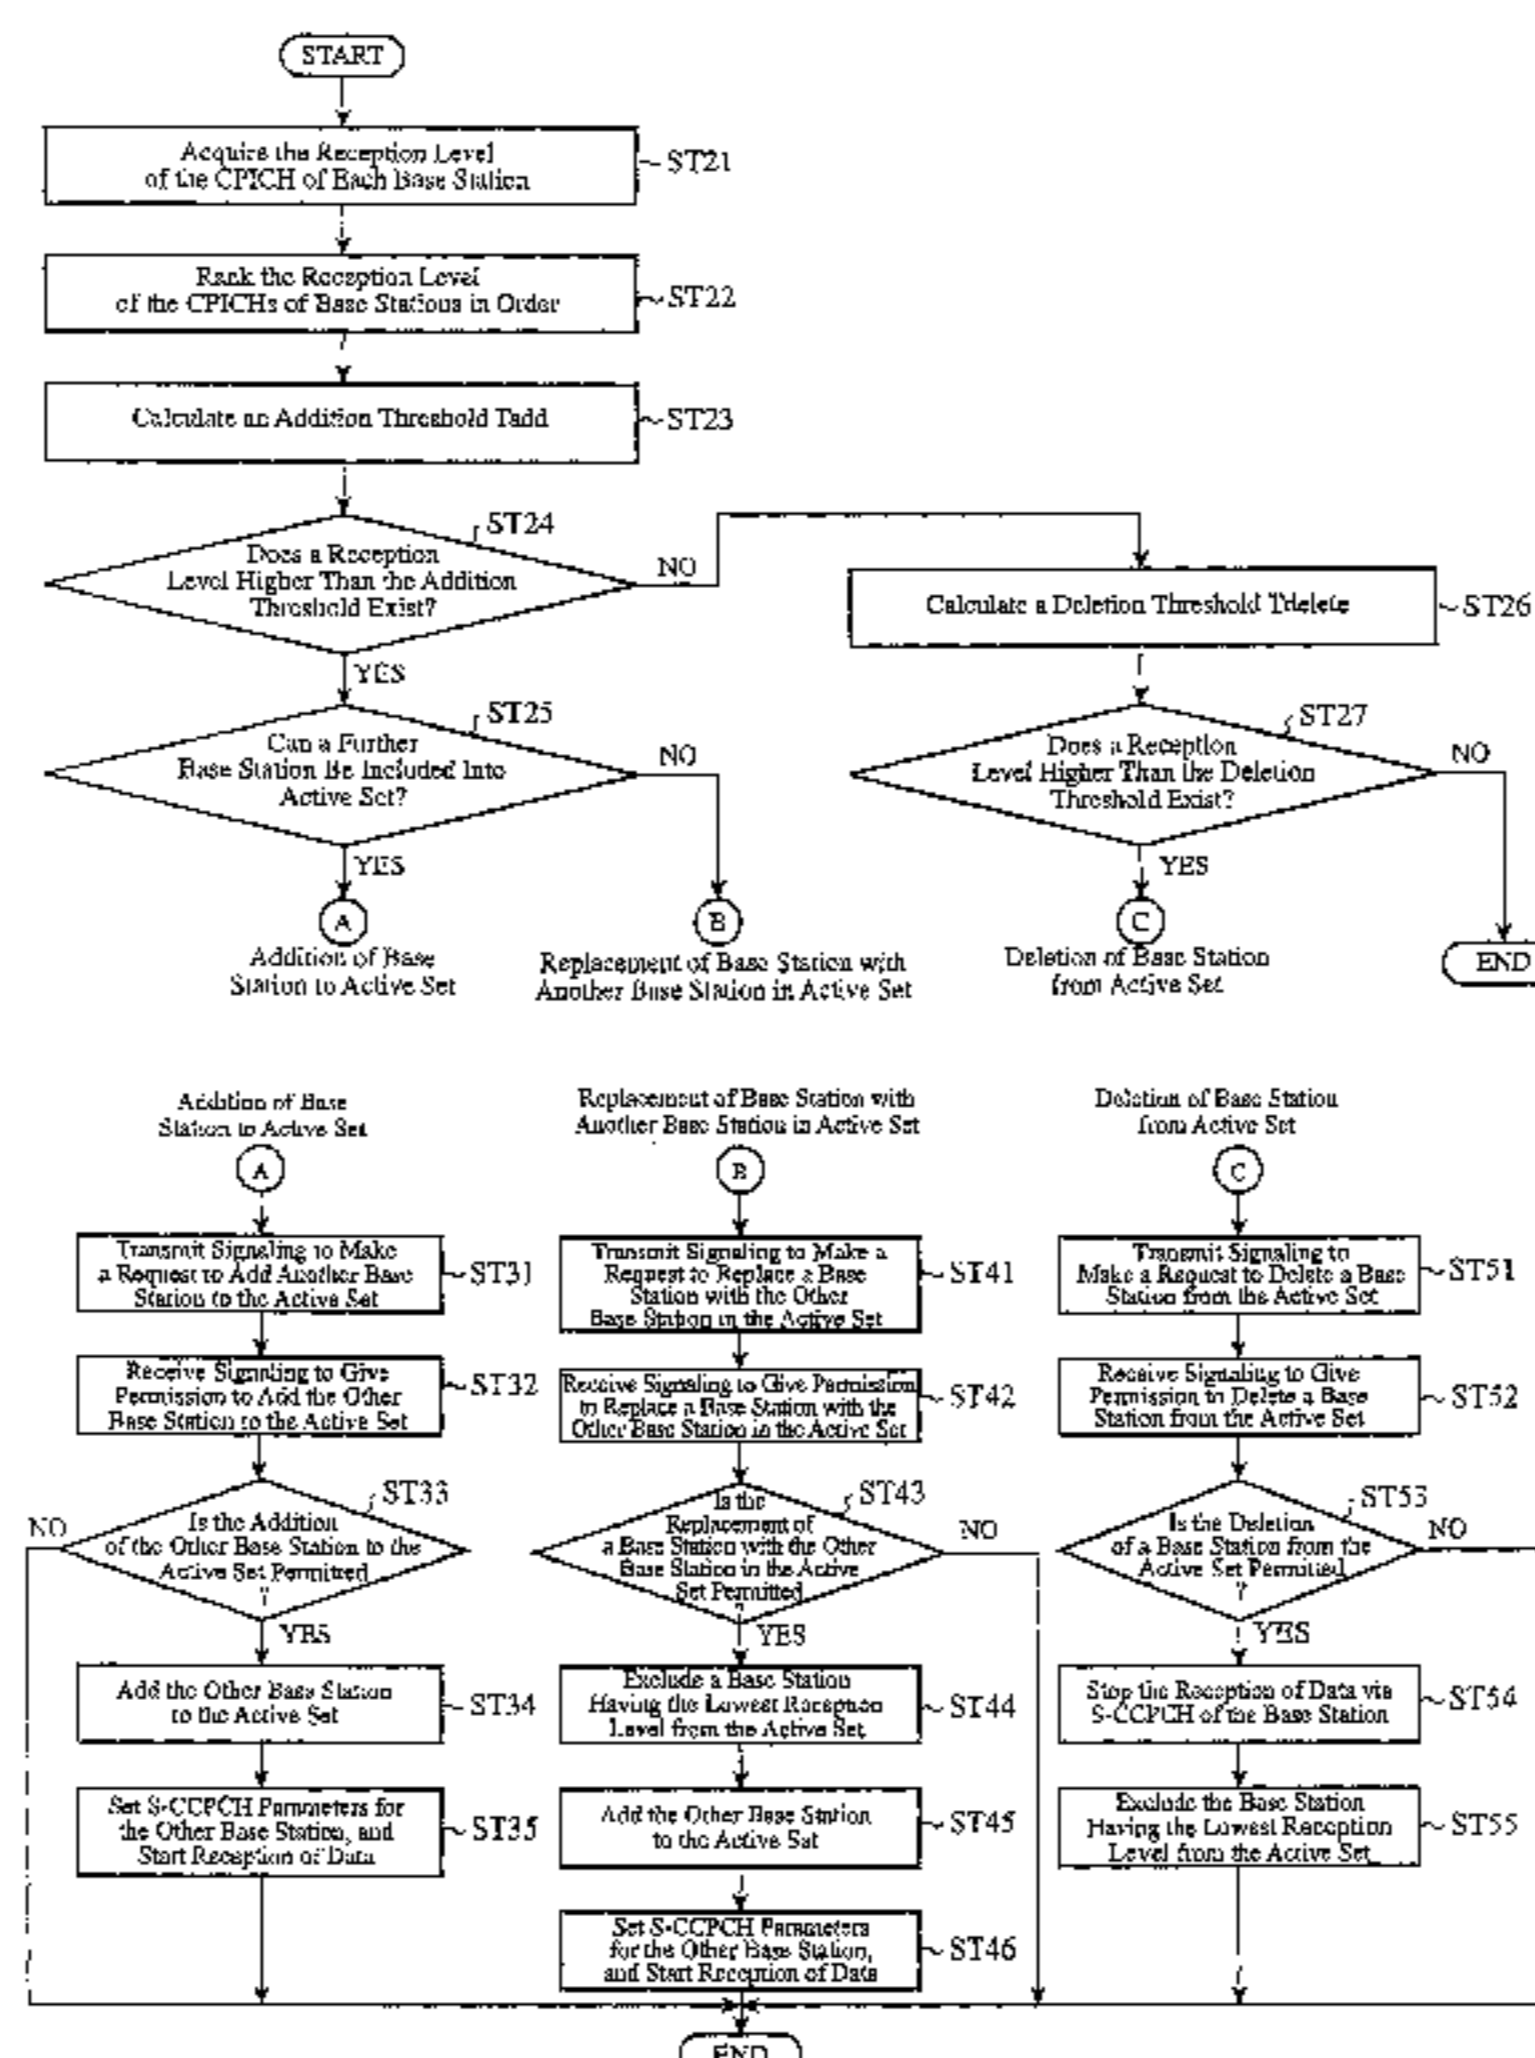 START
Acquire the Reception Level
of the CPICH of Each Base Station
ST21
Rank the Reception Level
of the CPICHs of Base Stations in Order
ST22
Calculate an Addition Threshold Tadd
ST23
ST24
Does a Reception
Level Higher Than the Addition
Threshold Exist?
NO
YES
Calculate a Deletion Threshold Tdelete
ST26
ST25
Can a Further
Base Station Be Included Into
Active Set?
NO
YES
ST27
Does a Reception
Level Higher Than the Deletion
Threshold Exist?
NO
YES
A
Addition of Base
Station to Active Set
B
Replacement of Base Station with
Another Base Station in Active Set
C
Deletion of Base Station
from Active Set
END
Addition of Base
Station to Active Set
A
Transmit Signaling to Make
a Request to Add Another Base
Station to the Active Set
ST31
Receive Signaling to Give
Permission to Add the Other
Base Station to the Active Set
ST32
ST33
Is the Addition
of the Other Base Station to the
Active Set Permitted
?
NO
YES
Add the Other Base Station
to the Active Set
ST34
Set S-CCPCH Parameters for
the Other Base Station, and
Start Reception of Data
ST35
Replacement of Base Station with
Another Base Station in Active Set
B
Transmit Signaling to Make a
Request to Replace a Base
Station with the Other
Base Station in the Active Set
ST41
Receive Signaling to Give Permission
to Replace a Base Station with the
Other Base Station in the Active Set
ST42
ST43
Is the
Replacement of
a Base Station with the Other
Base Station in the Active
Set Permitted
?
NO
YES
Exclude a Base Station
Having the Lowest Reception
Level from the Active Set
ST44
Add the Other Base Station
to the Active Set
ST45
Set S-CCPCH Parameters
for the Other Base Station,
and Start Reception of Data
ST46
Deletion of Base Station
from Active Set
C
Transmit Signaling to
Make a Request to Delete a Base
Station from the Active Set
ST51
Receive Signaling to Give
Permission to Delete a Base
Station from the Active Set
ST52
ST53
Is the Deletion
of a Base Station from the
Active Set Permitted
?
NO
YES
Stop the Reception of Data via
S-CCPCH of the Base Station
ST54
Exclude the Base Station
Having the Lowest Reception
Level from the Active Set
ST55
END